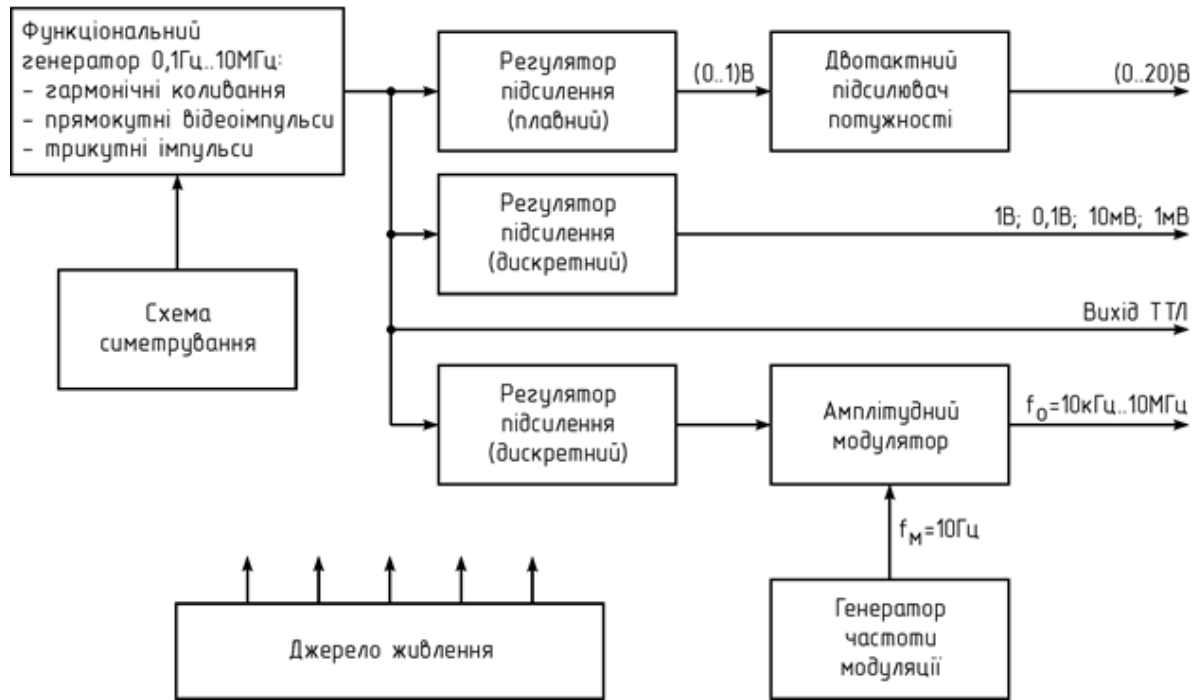 Функціональний
генератор 0,1Гц..10МГц:
- гармонічні коливання
- прямокутні відеоімпульси
- трикутні імпульси
Регулятор
підсилення
(плавний)
(0..1)В
Двотактний
підсилювач
потужності
(0..20)В
Регулятор
підсилення
(дискретний)
1В; 0,1В; 10мВ; 1мВ
Схема
симетрування
Вихід ТТЛ
Регулятор
підсилення
(дискретний)
Амплітудний
модулятор
fо=10кГц..10МГц
fм=10Гц
Джерело живлення
Генератор
частоти
модуляції